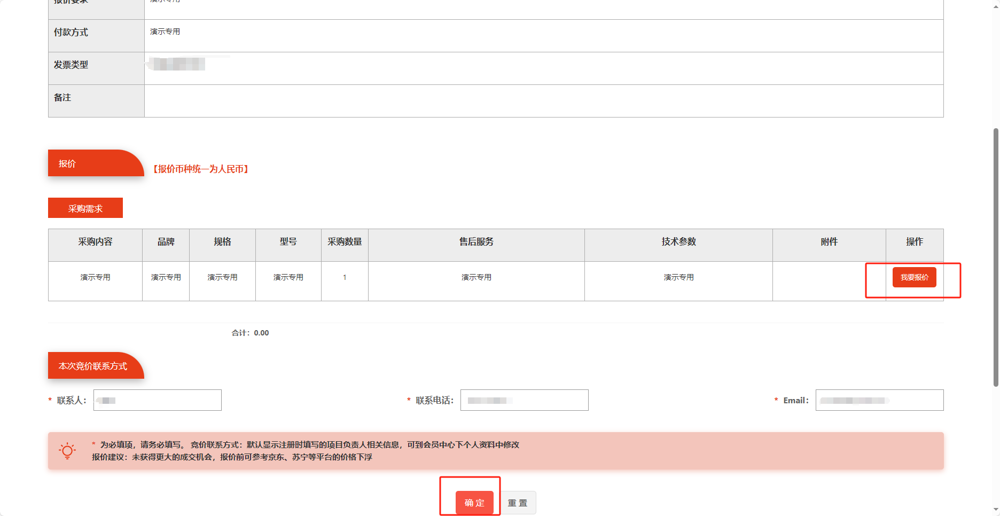 报价要求 演示专用
付款方式 演示专用
发票类型
备注
报价
【报价币种统一为人民币】
采购需求
采购内容 品牌 规格 型号 采购数量 售后服务 技术参数 附件 操作
演示专用 演示专用 演示专用 演示专用 1 演示专用 演示专用 我要报价
合计：0.00
本次竞价联系方式
* 联系人： * 联系电话： * Email：
* 为必填项，请务必填写。 竞价联系方式：默认显示注册时填写的项目负责人相关信息，可到会员中心下个人资料中修改
报价建议：未获得更大的成交机会，报价前可参考京东、苏宁等平台的价格下浮
确 定 重 置